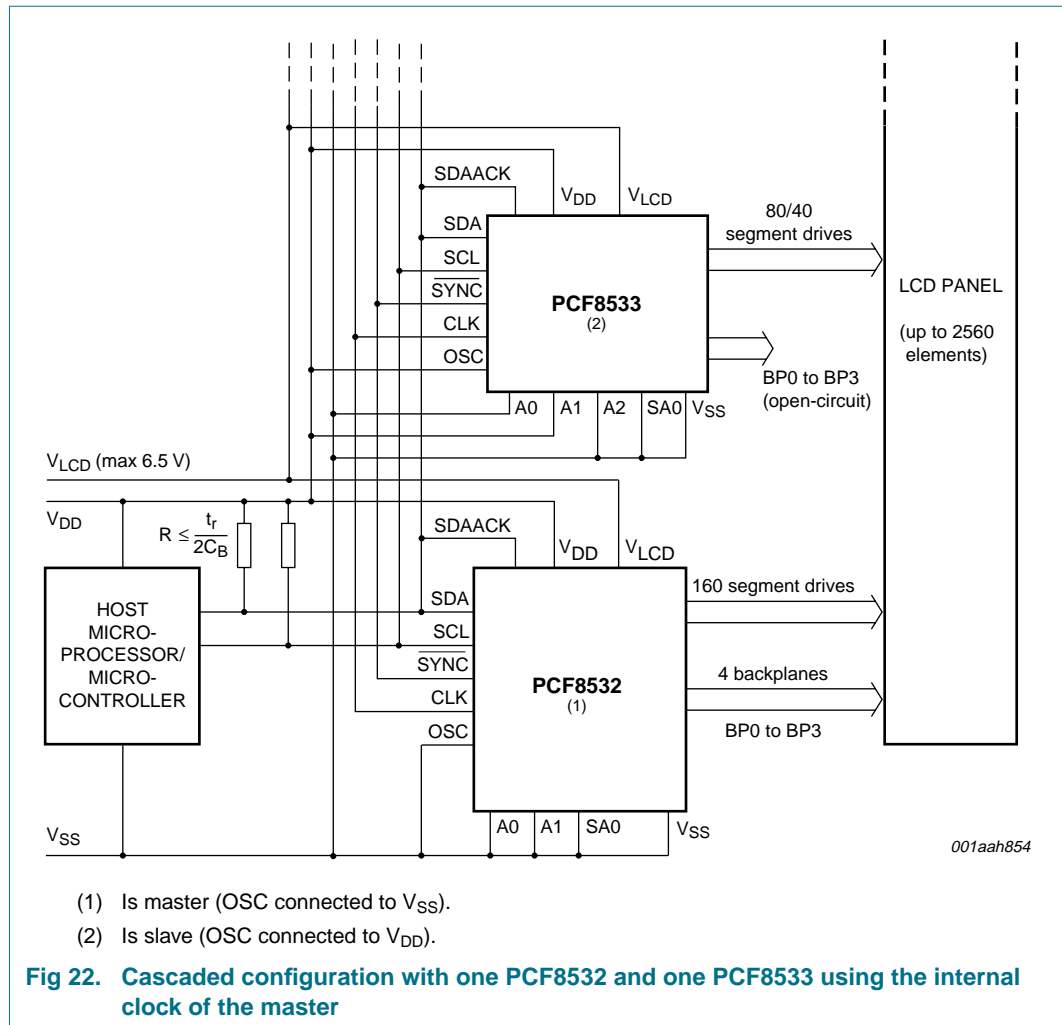 SDAACK
VDD
VLCD
SDA
SCL
SYNC
CLK
OSC
PCF8533
(2)
A0 A1 A2 SA0 VSS
80/40
segment drives
BP0 to BP3
(open-circuit)
LCD PANEL
(up to 2560
elements)
VLCD (max 6.5 V)
VDD
R ≤ tr/2CB
HOST
MICRO-
PROCESSOR/
MICRO-
CONTROLLER
SDAACK
VDD
VLCD
SDA
SCL
SYNC
CLK
OSC
PCF8532
(1)
A0 A1 SA0 VSS
160 segment drives
4 backplanes
BP0 to BP3
VSS
001aah854
(1) Is master (OSC connected to VSS).
(2) Is slave (OSC connected to VDD).
Fig 22. Cascaded configuration with one PCF8532 and one PCF8533 using the internal
clock of the master